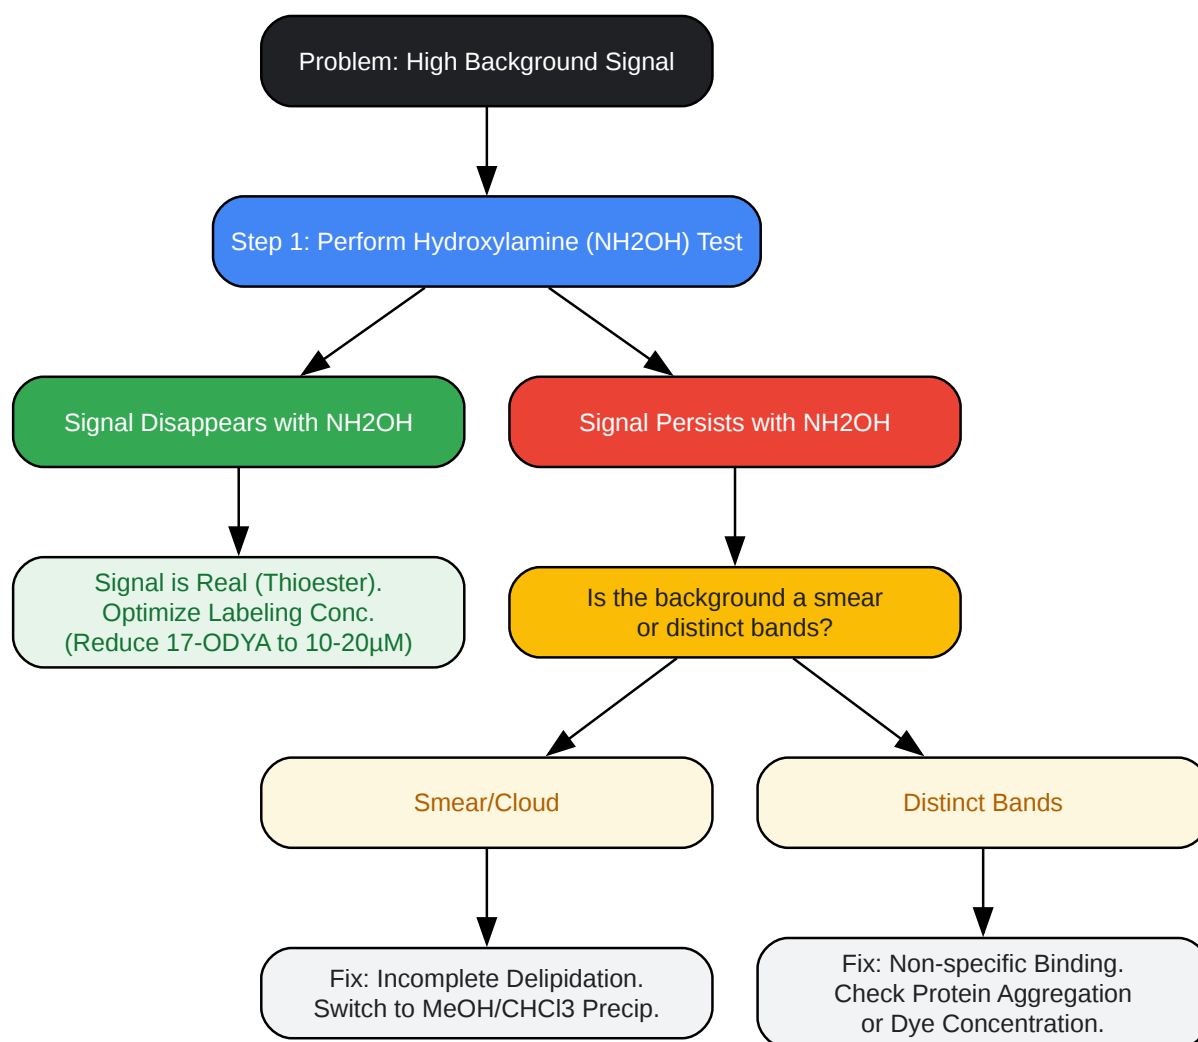 Problem: High Background Signal
Step 1: Perform Hydroxylamine (NH2OH) Test
Signal Disappears with NH2OH
Signal Persists with NH2OH
Signal is Real (Thioester).
Optimize Labeling Conc.
(Reduce 17-ODYA to 10-20µM)
Is the background a smear
or distinct bands?
Smear/Cloud
Distinct Bands
Fix: Incomplete Delipidation.
Switch to MeOH/CHCl3 Precip.
Fix: Non-specific Binding.
Check Protein Aggregation
or Dye Concentration.